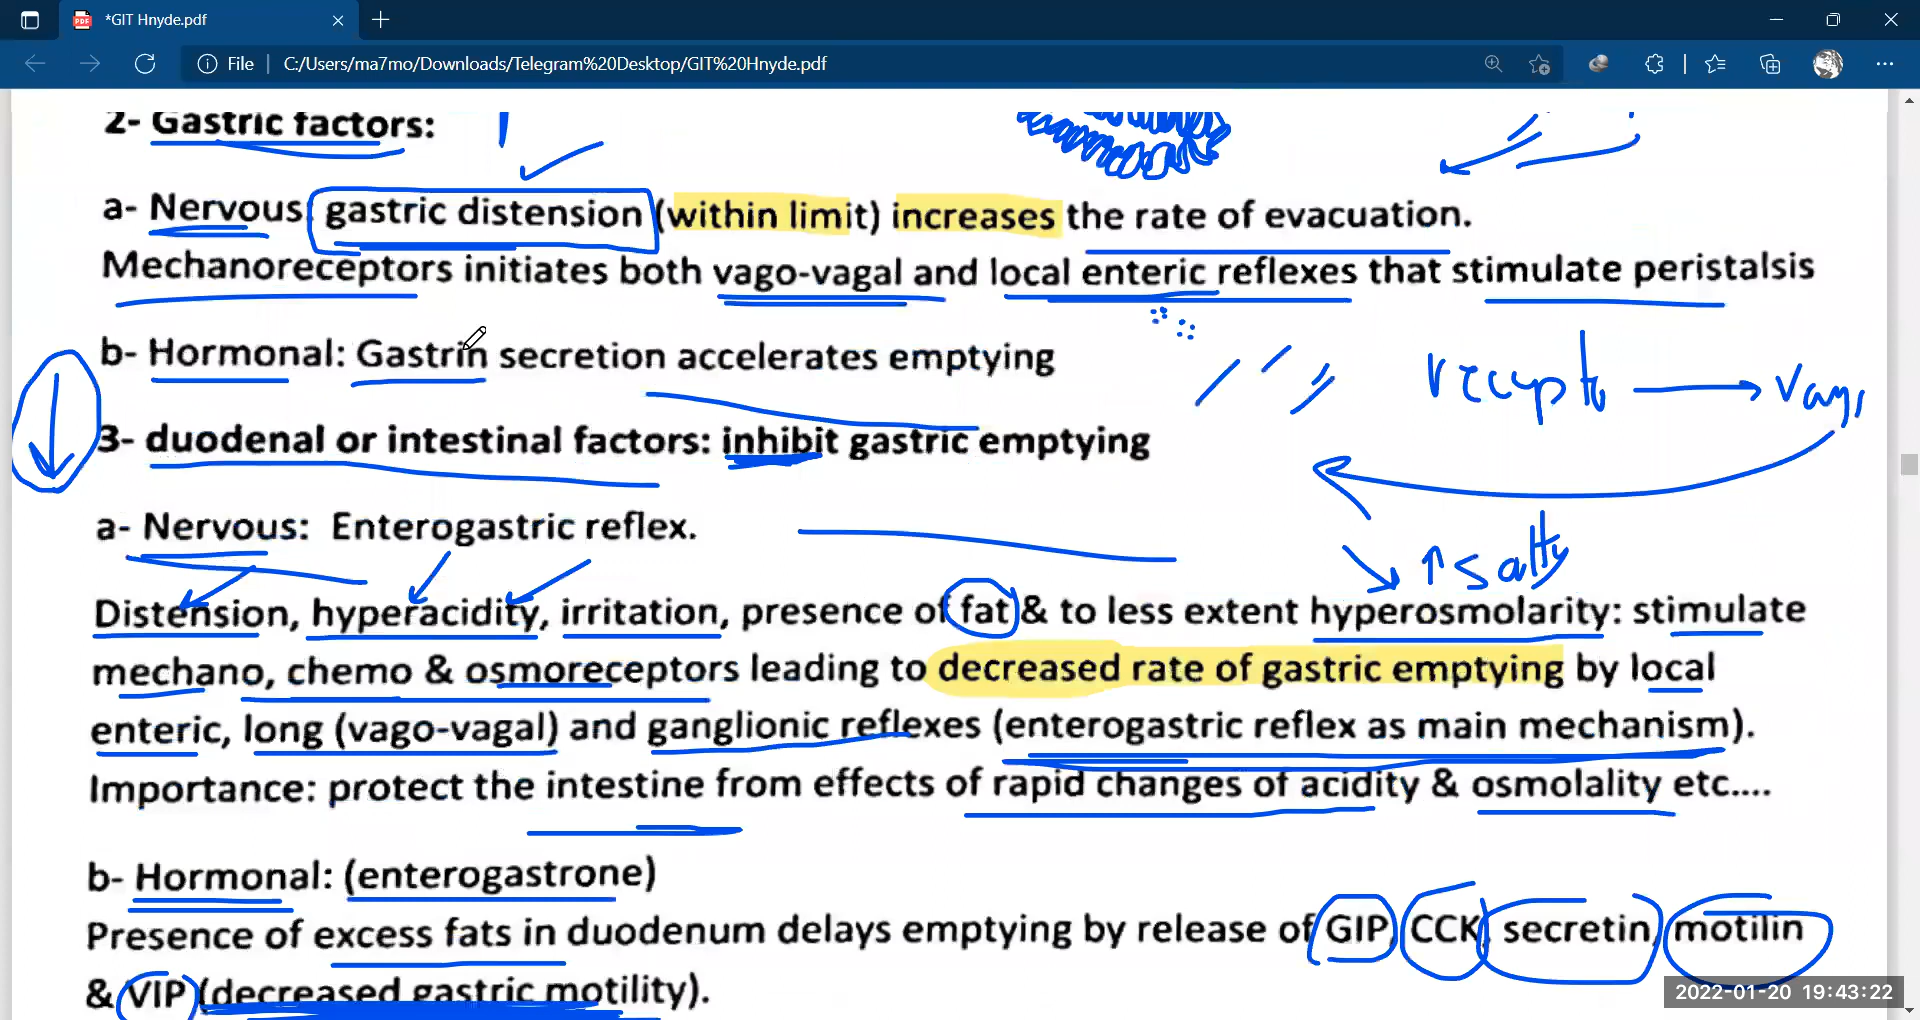 *GIT Hnyde.pdf
File
C:/Users/ma7mo/Downloads/Telegram%20Desktop/GIT%20Hnyde.pdf
2- Gastric factors:
a- Nervous gastric distension (within limit) increases the rate of evacuation.
Mechanoreceptors initiates both vago-vagal and local enteric reflexes that stimulate peristalsis
b- Hormonal: Gastrin secretion accelerates emptying
3- duodenal or intestinal factors: inhibit gastric emptying
a- Nervous: Enterogastric reflex.
Distension, hyperacidity, irritation, presence of fat & to less extent hyperosmolarity: stimulate
mechano, chemo & osmoreceptors leading to decreased rate of gastric emptying by local
enteric, long (vago-vagal) and ganglionic reflexes (enterogastric reflex as main mechanism).
Importance: protect the intestine from effects of rapid changes of acidity & osmolality etc....
b- Hormonal: (enterogastrone)
Presence of excess fats in duodenum delays emptying by release of GIP, CCK, secretin, motilin
& VIP (decreased gastric motility).
2022-01-20 19:43:22